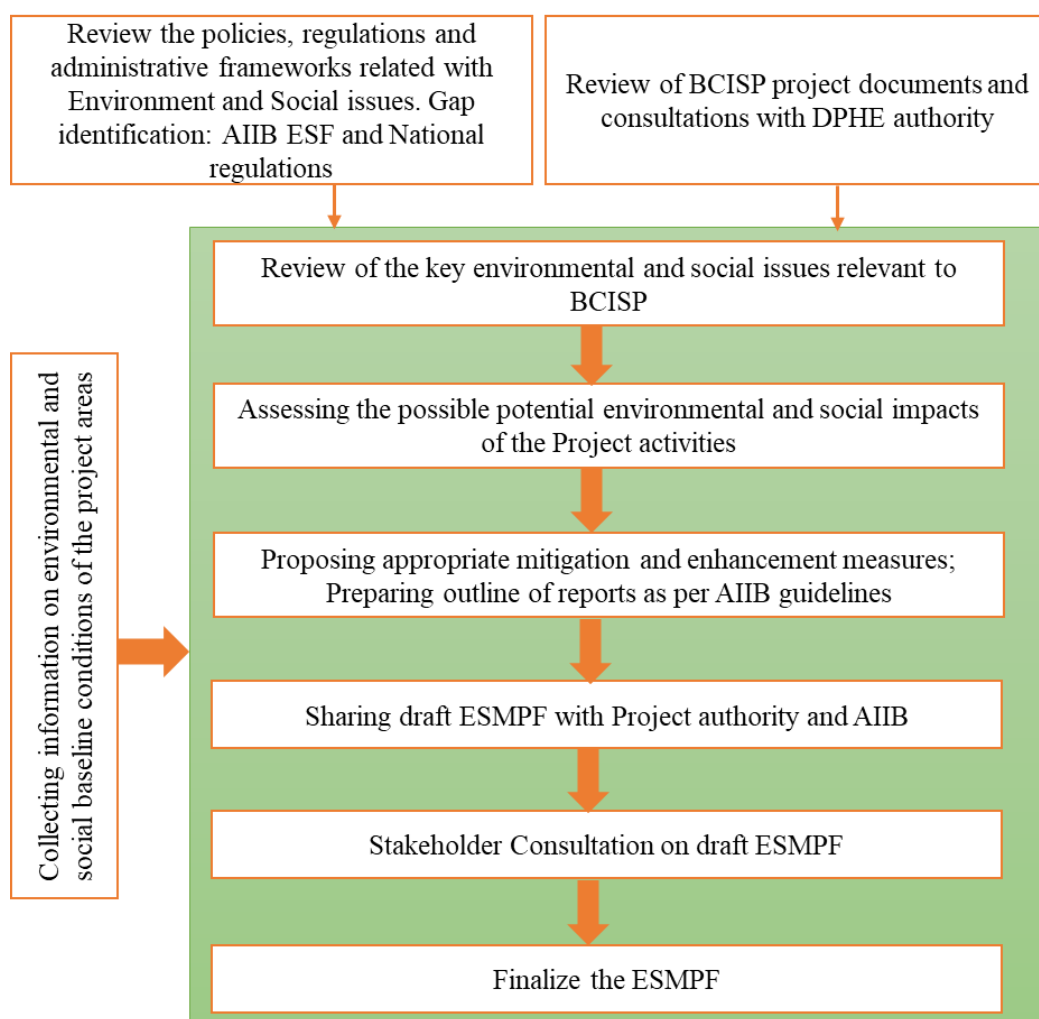 Review the policies, regulations and
administrative frameworks related with
Environment and Social issues. Gap
identification: AIIB ESF and National
regulations
Review of BCISP project documents and
consultations with DPHE authority
Review of the key environmental and social issues relevant to
BCISP
Collecting information on environmental and
social baseline conditions of the project areas
Assessing the possible potential environmental and social impacts
of the Project activities
Proposing appropriate mitigation and enhancement measures;
Preparing outline of reports as per AIIB guidelines
Sharing draft ESMPF with Project authority and AIIB
Stakeholder Consultation on draft ESMPF
Finalize the ESMPF